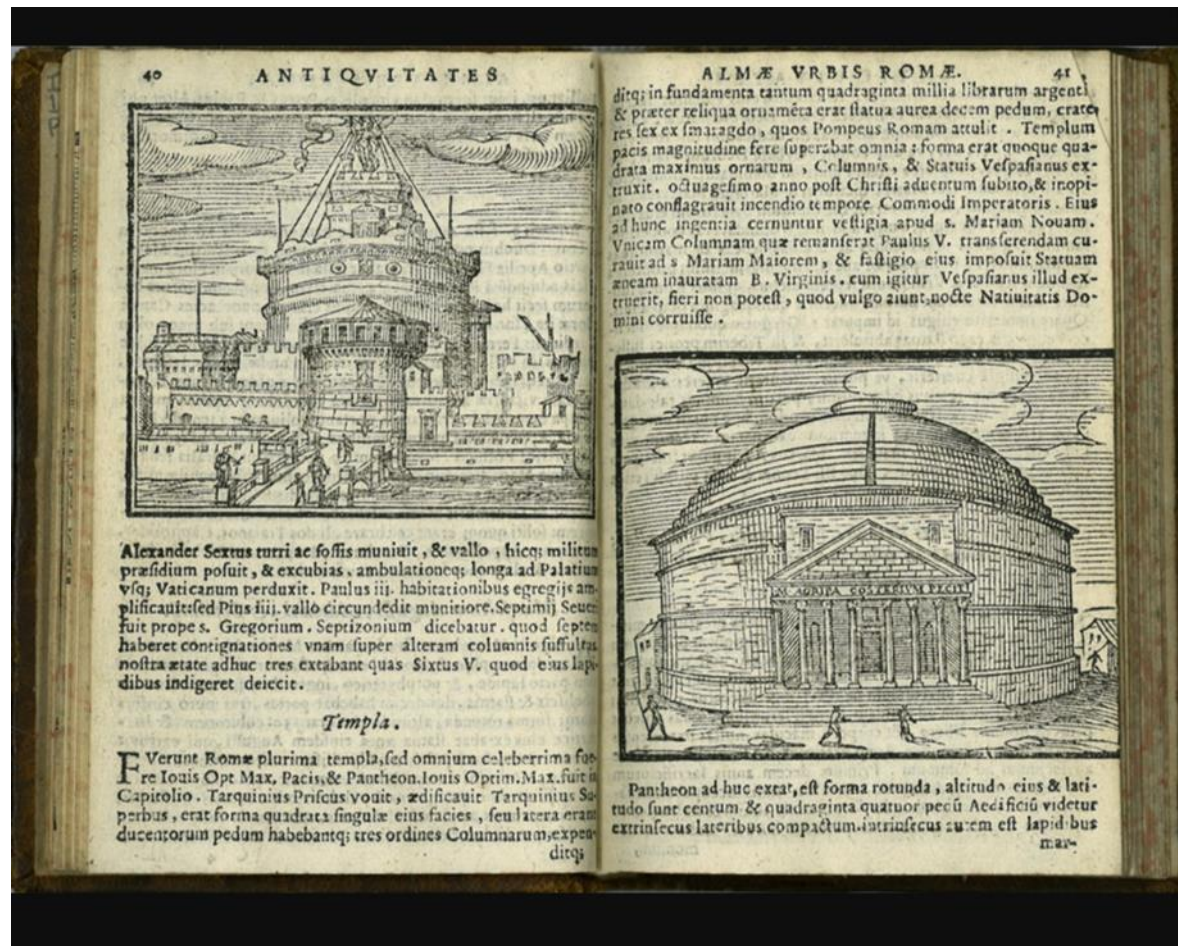 40 ANTIQVITATES
Alexander Sextus turri ac fossis muniuit, & vallo, hicq; militum
præsidium posuit, & excubias, ambulationeq; longa ad Palatium
vsq; Vaticanum perduxit. Paulus iij. habitationibus egregijs am-
plificauit: sed Pius iiij. vallo circundedit munitiore. Septimij Seueri
fuit prope s. Gregorium. Septizonium dicebatur. quod septem
haberet contignationes vnam super alteram columnis suffultas
nostra ætate adhuc tres extabant quas Sixtus V. quod eius lapi-
dibus indigeret deiecit.
Templa.
FVerunt Romæ plurima templa, sed omnium celeberrima fue-
re Iouis Opt Max. Pacis, & Pantheon. Iouis Optim. Max. fuit in
Capitolio. Tarquinius Priscus vouit, ædificauit Tarquinius Su-
perbus, erat forma quadrata singulæ eius facies, seu latera erant
ducentorum pedum habebantq; tres ordines Columnarum, expen-
ditq;
ALMÆ VRBIS ROMÆ. 41
ditq; in fundamenta tantum quadraginta millia librarum argenti
& præter reliqua ornamēta erat statua aurea decem pedum, crate-
res sex ex smaragdo, quos Pompeus Romam attulit. Templum
pacis magnitudine fere superabat omnia: forma erat quoque qua-
drata maximus ornatum, Columnis, & Statuis Vespasianus ex-
truxit. octuagesimo anno post Christi aduentum subito, & inopi-
nato conflagrauit incendio tempore Commodi Imperatoris. Eius
ad hunc ingentia cernuntur vestigia apud s. Mariam Nouam.
Vnicam Columnam quæ remanserat Paulus V. transferendam cu-
rauit ad s Mariam Maiorem, & fastigio eius imposuit Statuam
æneam inauratam B. Virginis. cum igitur Vespasianus illud ex-
truerit, fieri non potest, quod vulgo aiunt, nocte Natiuitatis Do-
mini corruisse.
M. AGRIPA COS TERTIVM FECIT
Pantheon ad huc extat, est forma rotunda, altitudo eius & lati-
tudo sunt centum & quadraginta quatuor pecū Aedificiū videtur
extrinsecus lateribus compactum. intrinsecus autem est lapidibus
mar-